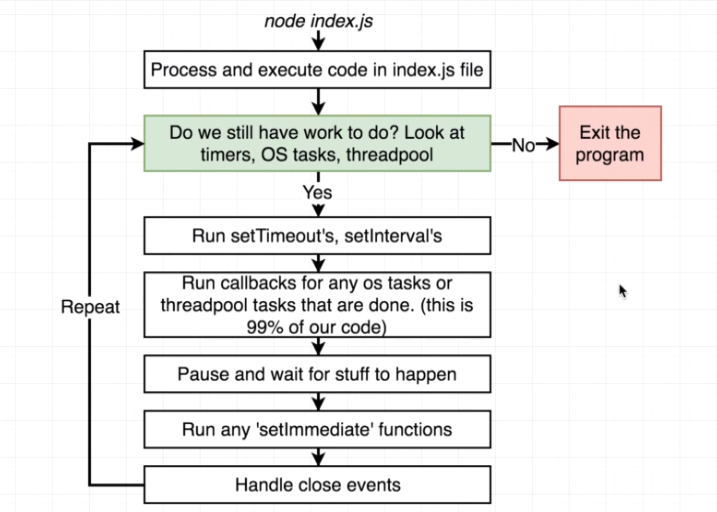 node index.js
Process and execute code in index.js file
Do we still have work to do? Look at
timers, OS tasks, threadpool
No
Exit the
program
Yes
Run setTimeout's, setInterval's
Run callbacks for any os tasks or
threadpool tasks that are done. (this is
99% of our code)
Repeat
Pause and wait for stuff to happen
Run any 'setImmediate' functions
Handle close events